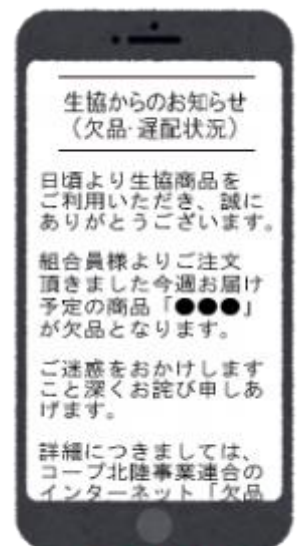 生協からのお知らせ
（欠品・遅配状況）
日頃より生協商品を
ご利用いただき、誠に
ありがとうございます。
組合員様よりご注文
頂きました今週お届け
予定の商品「●●●」
が欠品となります。
ご迷惑をおかけします
こと深くお詫び申しあ
げます。
詳細につきましては、
コープ北陸事業連合の
インターネット「欠品